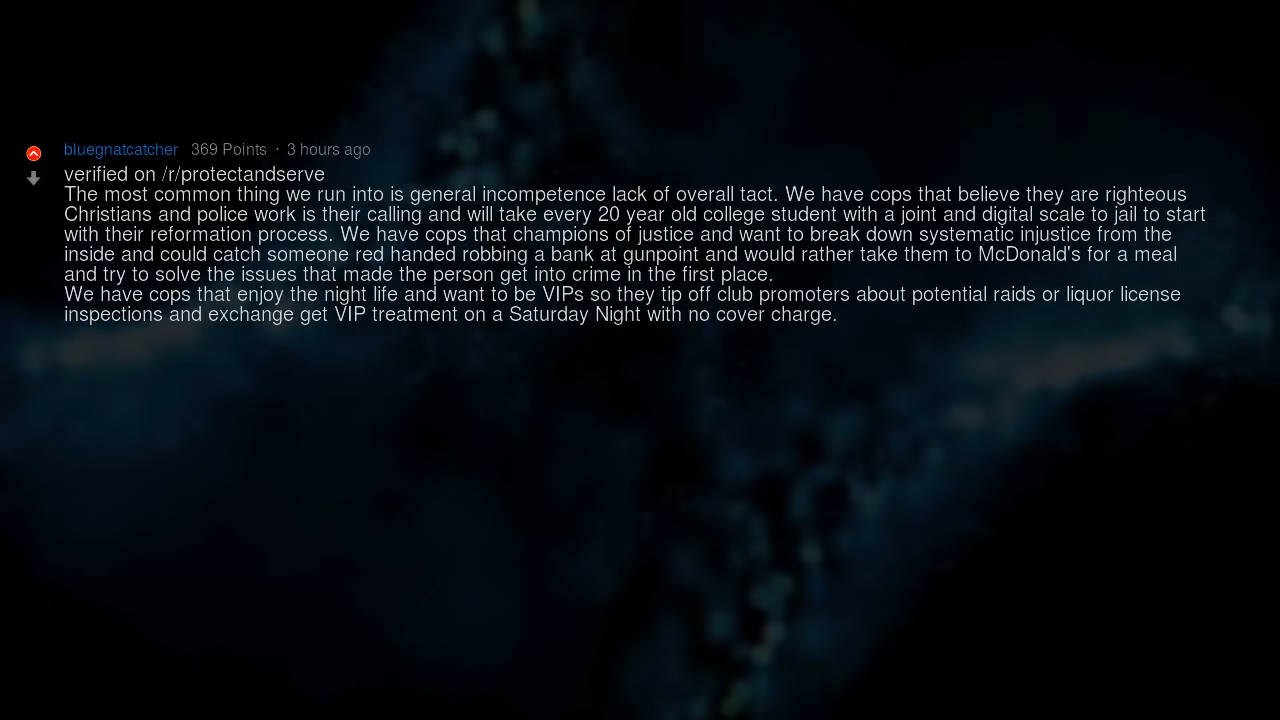 bluegnatcatcher 369 Points · 3 hours ago
verified on /r/protectandserve
The most common thing we run into is general incompetence lack of overall tact. We have cops that believe they are righteous
Christians and police work is their calling and will take every 20 year old college student with a joint and digital scale to jail to start
with their reformation process. We have cops that champions of justice and want to break down systematic injustice from the
inside and could catch someone red handed robbing a bank at gunpoint and would rather take them to McDonald's for a meal
and try to solve the issues that made the person get into crime in the first place.
We have cops that enjoy the night life and want to be VIPs so they tip off club promoters about potential raids or liquor license
inspections and exchange get VIP treatment on a Saturday Night with no cover charge.